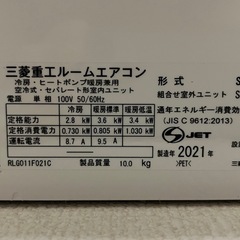 三菱重工ルームエアコン
冷房・ヒートポンプ暖房兼用
空冷式・セパレート形室内ユニット
電源 単相 100V 50/60Hz
冷房 暖房標準 暖房低温
定格能力 2.8 kW 3.6 kW 3.4 kW
定格消費電力 0.730 kW 0.805 kW 1.030 kW
運転電流 8.7 A 9.5 A
RLG011F021C 製品質量 10.0 kg
形式 S
組合せ室外ユニット S
通年エネルギー消費
(JIS C 9612:2013)
JET
製造年 2021年
>PET<